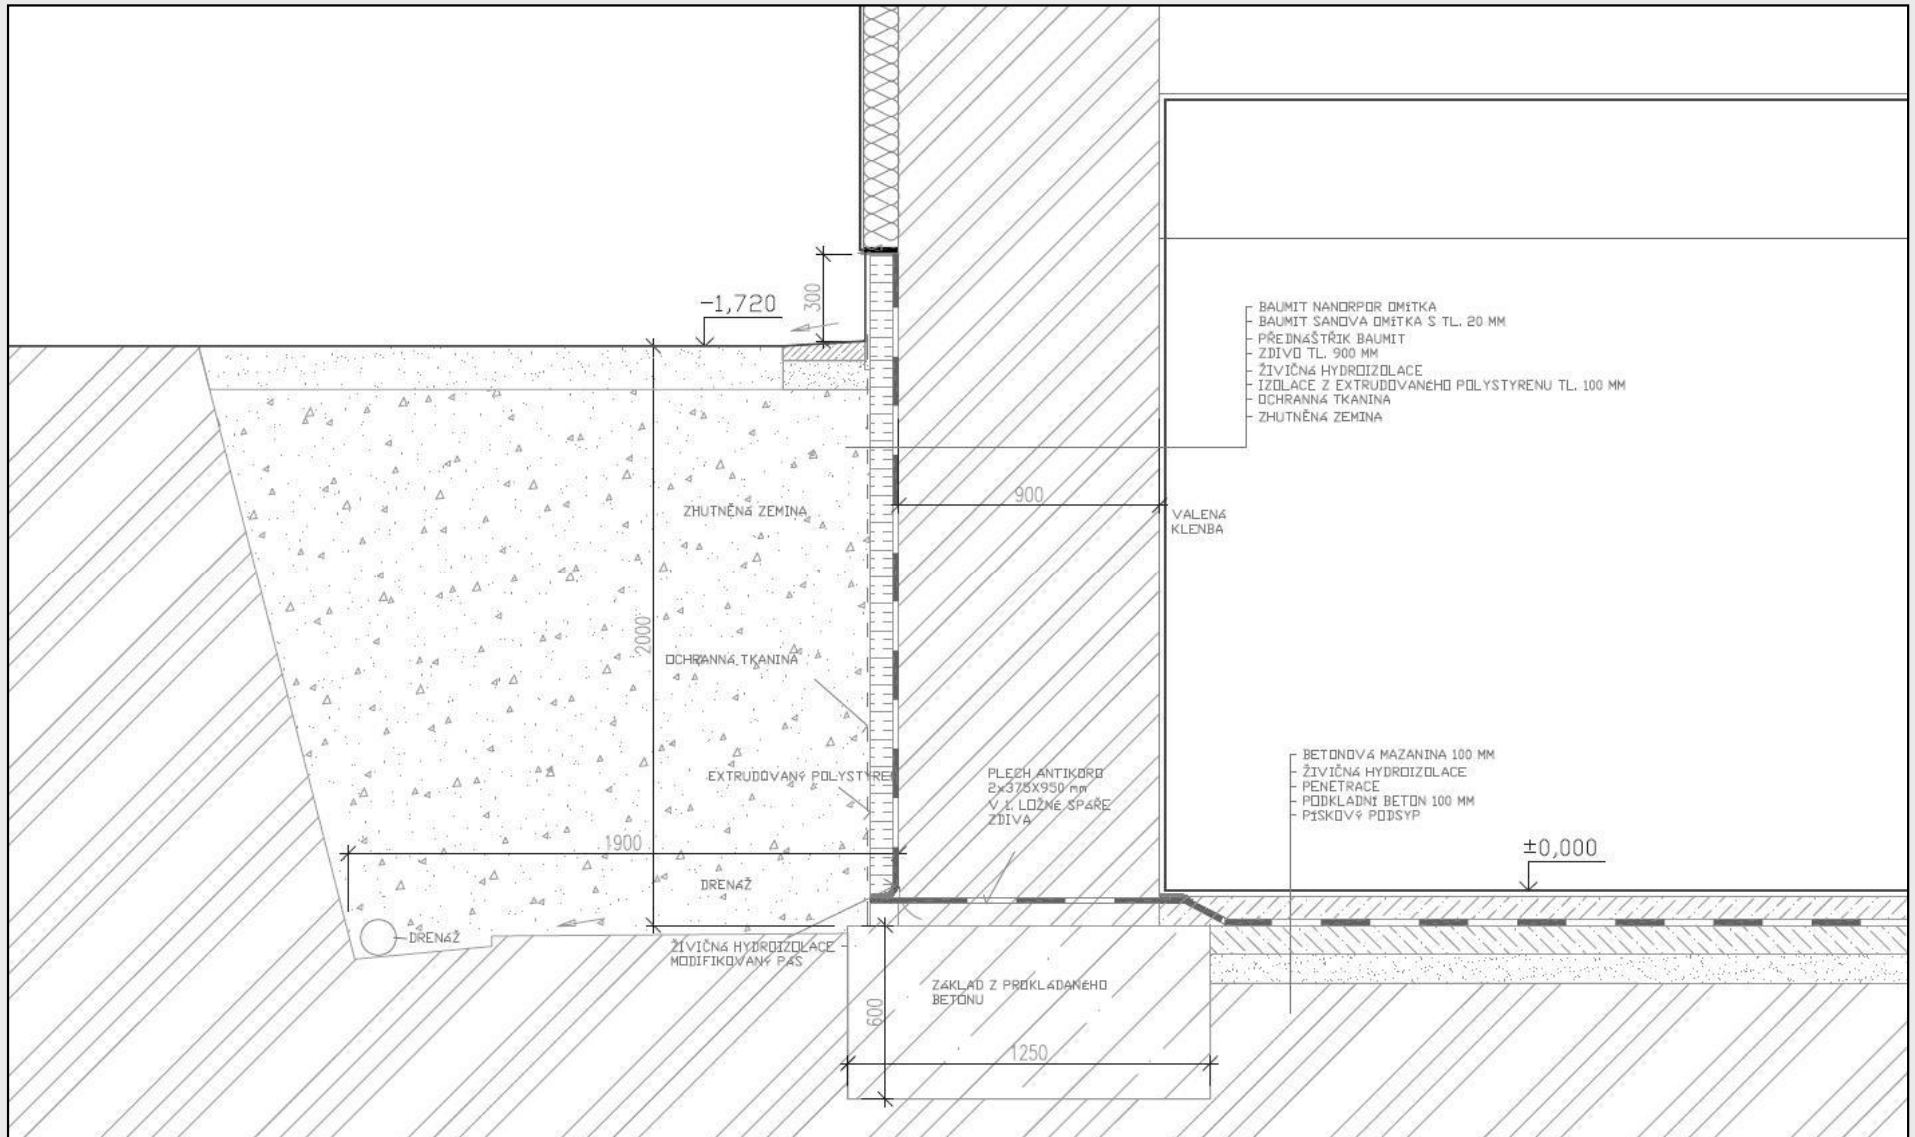 -1,720
300
BAUMIT NANORPOR OMÍTKA
BAUMIT SANOVA OMÍTKA S TL. 20 MM
PŘEDNÁSTŘIK BAUMIT
ZDIVO TL. 900 MM
ŽIVIČNÁ HYDROIZOLACE
IZOLACE Z EXTRUDOVANÉHO POLYSTYRENU TL. 100 MM
OCHRANNÁ TKANINA
ZHUTNĚNÁ ZEMINA
900
ZHUTNĚNÁ ZEMINA
VALENÁ
KLENBA
2000
OCHRANNÁ TKANINA
EXTRUDOVANÝ POLYSTYREN
PLECH ANTIKORO
2x375X950 mm
V 1. LOŽNÉ SPÁŘE
ZDIVA
BETONOVÁ MAZANINA 100 MM
ŽIVIČNÁ HYDROIZOLACE
PENETRACE
PODKLADNÍ BETON 100 MM
PÍSKOVÝ PODSYP
1900
±0,000
DRENÁŽ
DRENÁŽ
ŽIVIČNÁ HYDROIZOLACE
MODIFIKOVANÝ PÁS
ZÁKLAD Z PROKLÁDANÉHO
BETONU
600
1250